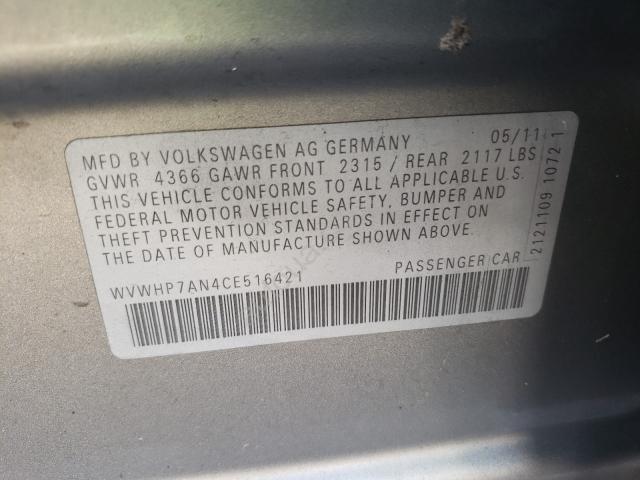 MFD BY VOLKSWAGEN AG GERMANY 05/11
GVWR 4366 GAWR FRONT 2315 / REAR 2117 LBS
THIS VEHICLE CONFORMS TO ALL APPLICABLE U.S.
FEDERAL MOTOR VEHICLE SAFETY, BUMPER AND
THEFT PREVENTION STANDARDS IN EFFECT ON
THE DATE OF MANUFACTURE SHOWN ABOVE.
WVWHP7AN4CE516421 PASSENGER CAR
2121109 1072 1